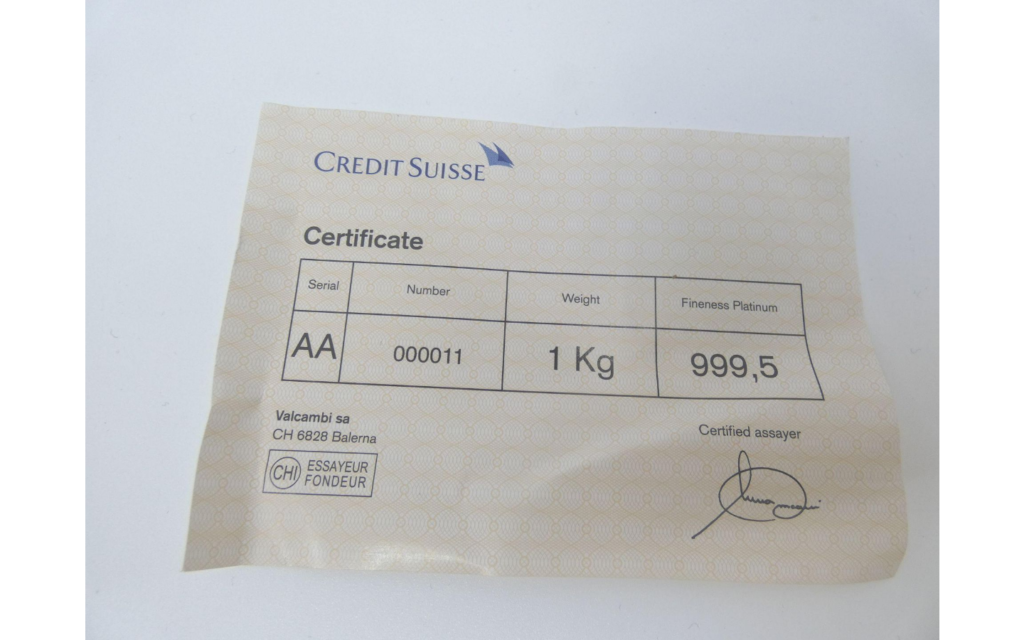 CREDIT SUISSE
Certificate
Serial Number Weight Fineness Platinum
AA 000011 1 Kg 999,5
Valcambi sa
CH 6828 Balerna
Certified assayer
CHI ESSAYEUR
FONDEUR